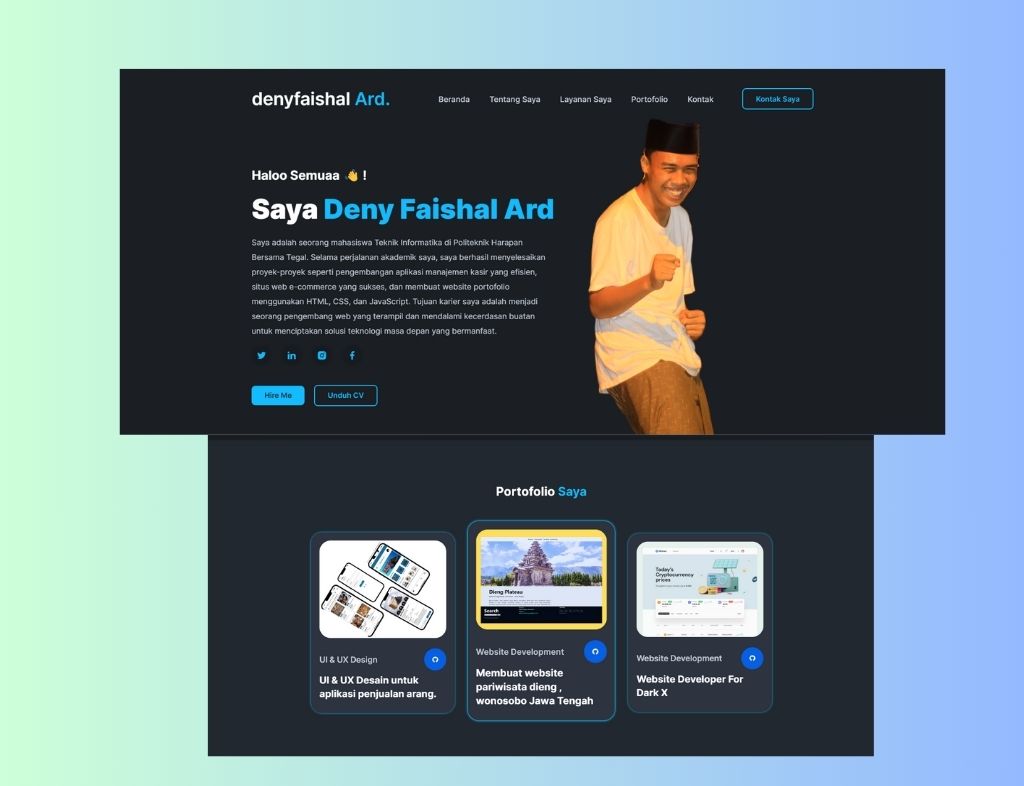 denyfaishal Ard.
Beranda Tentang Saya Layanan Saya Portofolio Kontak Kontak Saya
Haloo Semuaa 👋 !
Saya Deny Faishal Ard
Saya adalah seorang mahasiswa Teknik Informatika di Politeknik Harapan
Bersama Tegal. Selama perjalanan akademik saya, saya berhasil menyelesaikan
proyek-proyek seperti pengembangan aplikasi manajemen kasir yang efisien,
situs web e-commerce yang sukses, dan membuat website portofolio
menggunakan HTML, CSS, dan JavaScript. Tujuan karier saya adalah menjadi
seorang pengembang web yang terampil dan mendalami kecerdasan buatan
untuk menciptakan solusi teknologi masa depan yang bermanfaat.
Hire Me Unduh CV
Portofolio Saya
UI & UX Design
UI & UX Desain untuk
aplikasi penjualan arang.
Dieng Plateau
Search
Website Development
Membuat website
pariwisata dieng ,
wonosobo Jawa Tengah
Today's
Cryptocurrency
prices
Website Development
Website Developer For
Dark X